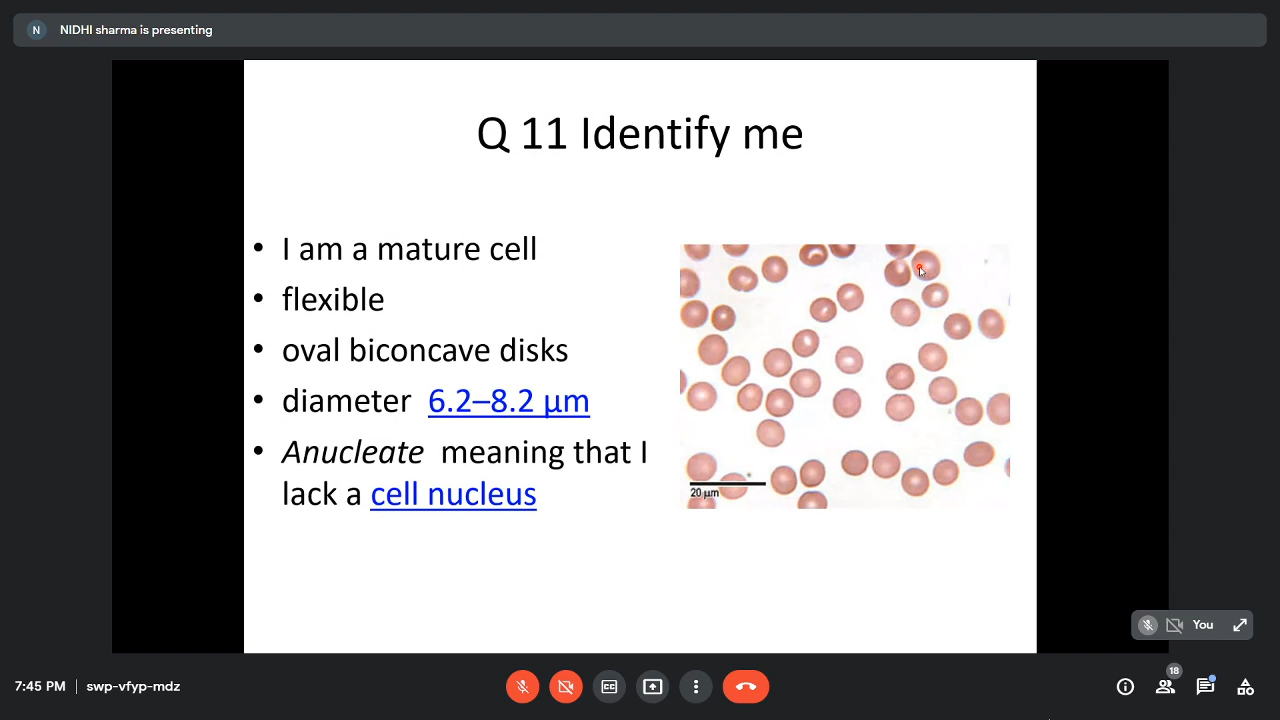 N NIDHI sharma is presenting
Q 11 Identify me
• I am a mature cell
• flexible
• oval biconcave disks
• diameter 6.2–8.2 μm
• Anucleate meaning that I
lack a cell nucleus
20 μm
You
7:45 PM | swp-vfyp-mdz
CC
18